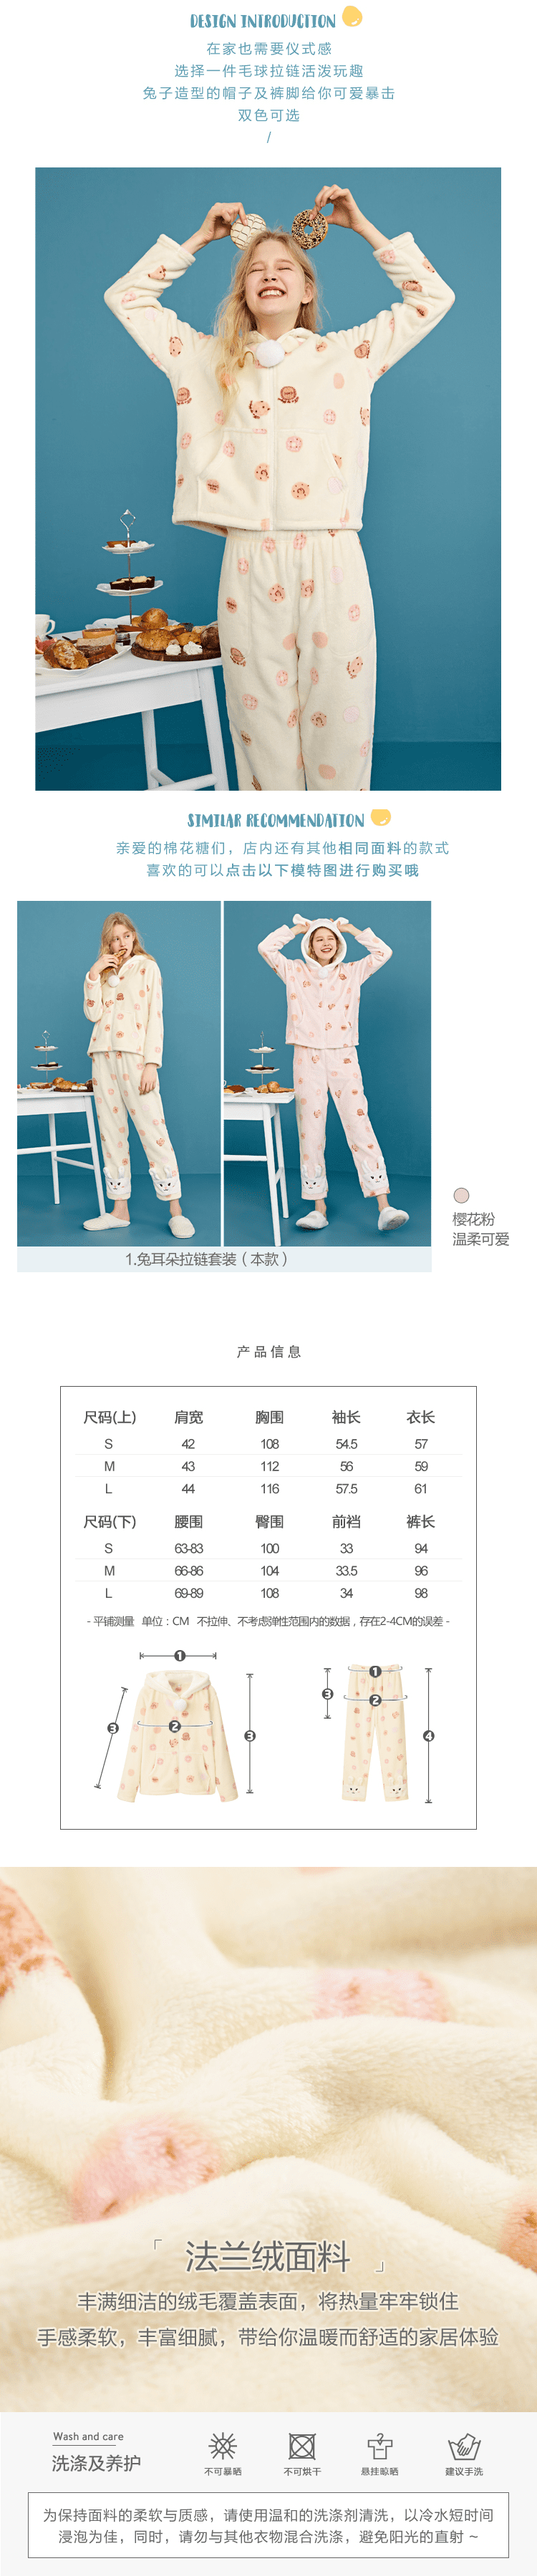 DESIGN INTRODUCTION
在家也需要仪式感
选择一件毛球拉链活泼玩趣
兔子造型的帽子及裤脚给你可爱暴击
双色可选
/
SIMILAR RECOMMENDATION
亲爱的棉花糖们，店内还有其他相同面料的款式
喜欢的可以点击以下模特图进行购买哦
樱花粉
温柔可爱
1.兔耳朵拉链套装（本款）
产品信息
尺码(上) 肩宽 胸围 袖长 衣长
S 42 108 54.5 57
M 43 112 56 59
L 44 116 57.5 61
尺码(下) 腰围 臀围 前裆 裤长
S 63-83 100 33 94
M 66-86 104 33.5 96
L 69-89 108 34 98
- 平铺测量 单位：CM 不拉伸、不考虑弹性范围内的数据，存在2-4CM的误差 -
1
2
3
3
1
2
3
4
「 法兰绒面料 」
丰满细洁的绒毛覆盖表面，将热量牢牢锁住
手感柔软，丰富细腻，带给你温暖而舒适的家居体验
Wash and care
洗涤及养护
不可暴晒 不可烘干 悬挂晾晒 建议手洗
为保持面料的柔软与质感，请使用温和的洗涤剂清洗，以冷水短时间
浸泡为佳，同时，请勿与其他衣物混合洗涤，避免阳光的直射 ~